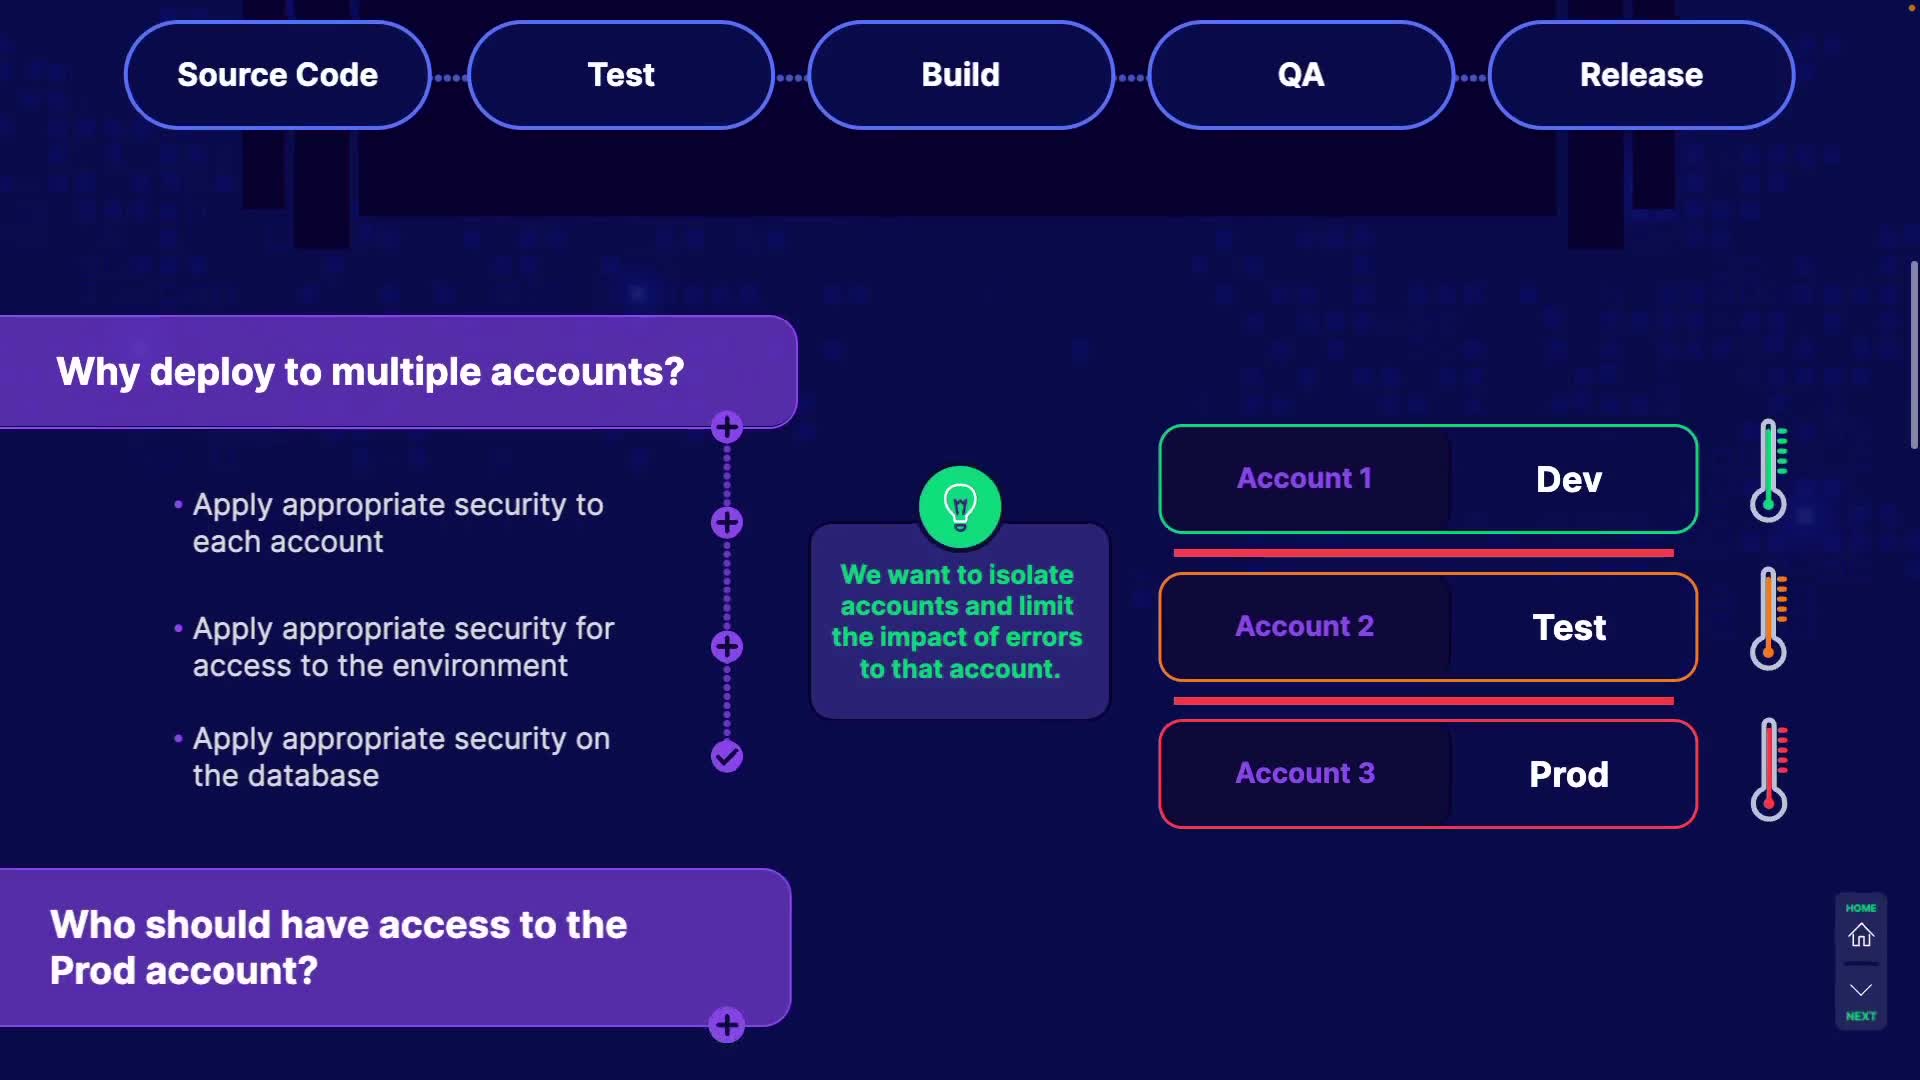 Source Code
Test
Build
QA
Release
Why deploy to multiple accounts?
• Apply appropriate security to
each account
• Apply appropriate security for
access to the environment
• Apply appropriate security on
the database
We want to isolate
accounts and limit
the impact of errors
to that account.
Account 1
Dev
Account 2
Test
Account 3
Prod
Who should have access to the
Prod account?
HOME
NEXT